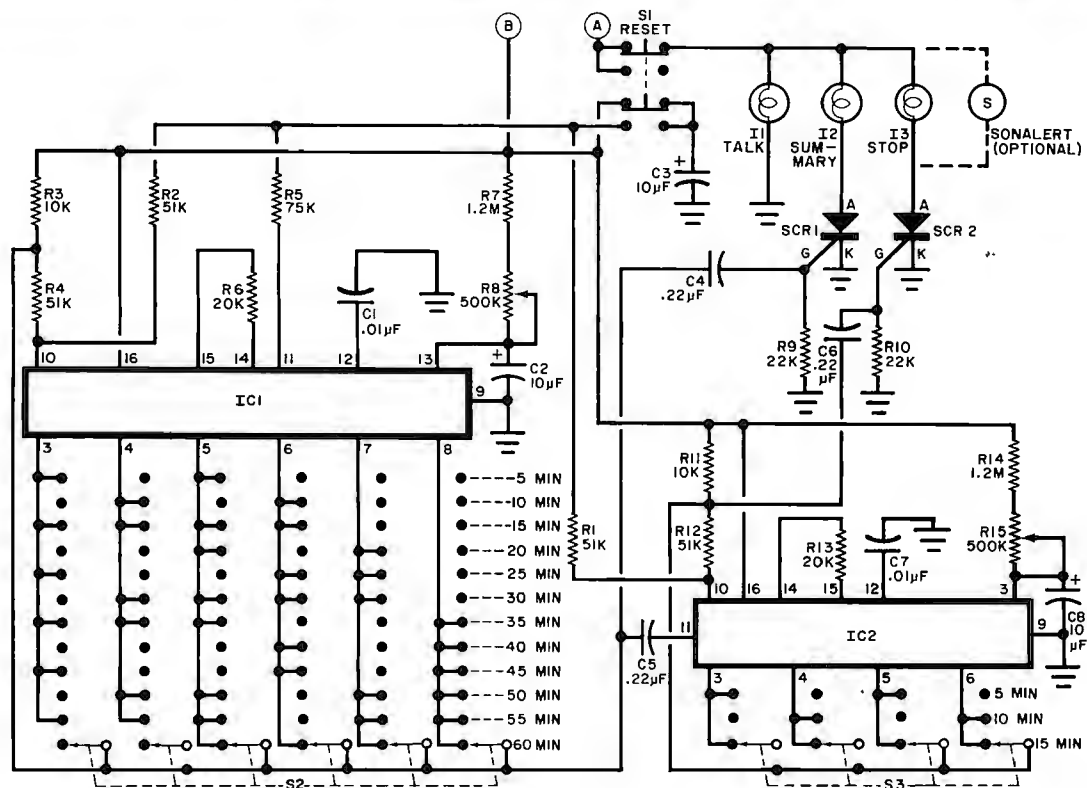 B
A
S1
RESET
I1
TALK
I2
SUM-
MARY
I3
STOP
S
SONALERT
(OPTIONAL)
R3
10K
R2
51K
R5
75K
R7
1.2M
C3
10µF
+
A
SCR1
G
K
A
SCR 2
G
K
R4
51K
R6
20K
C1
.01µF
R8
500K
C4
.22µF
R9
22K
C6
.22
µF
R10
22K
10
16
15
14
11
12
13
+
C2
10µF
IC1
9
3
4
5
6
7
8
5 MIN
10 MIN
15 MIN
20 MIN
25 MIN
30 MIN
35 MIN
40 MIN
45 MIN
50 MIN
55 MIN
60 MIN
S2
R1
51K
R11
10K
R12
51K
R13
20K
C7
.01µF
R14
1.2M
R15
500K
10
16
14
15
12
3
+
C8
10
µF
C5
.22µF
11
IC2
9
3
4
5
6
5 MIN
10 MIN
15 MIN
S3